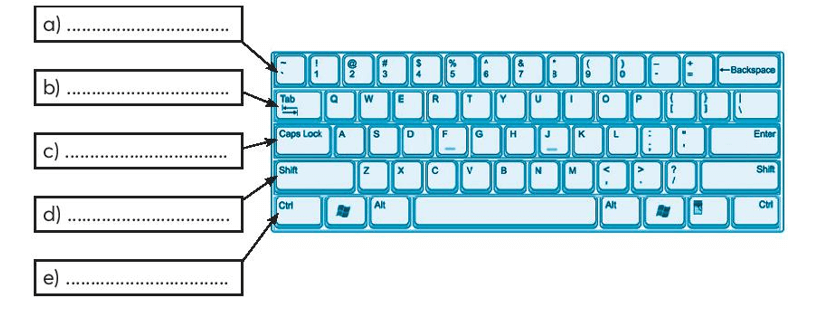 a) .................................
b) .................................
c) .................................
d) .................................
e) .................................
~ ! @ # $ % ^ & * ( ) _ +
` 1 2 3 4 5 6 7 8 9 0 - = ←Backspace
Tab Q W E R T Y U I O P { } |
[ ] \
Caps Lock A S D F G H J K L : " Enter
; '
Shift Z X C V B N M < > ? Shift
, . /
Ctrl Alt Alt Ctrl